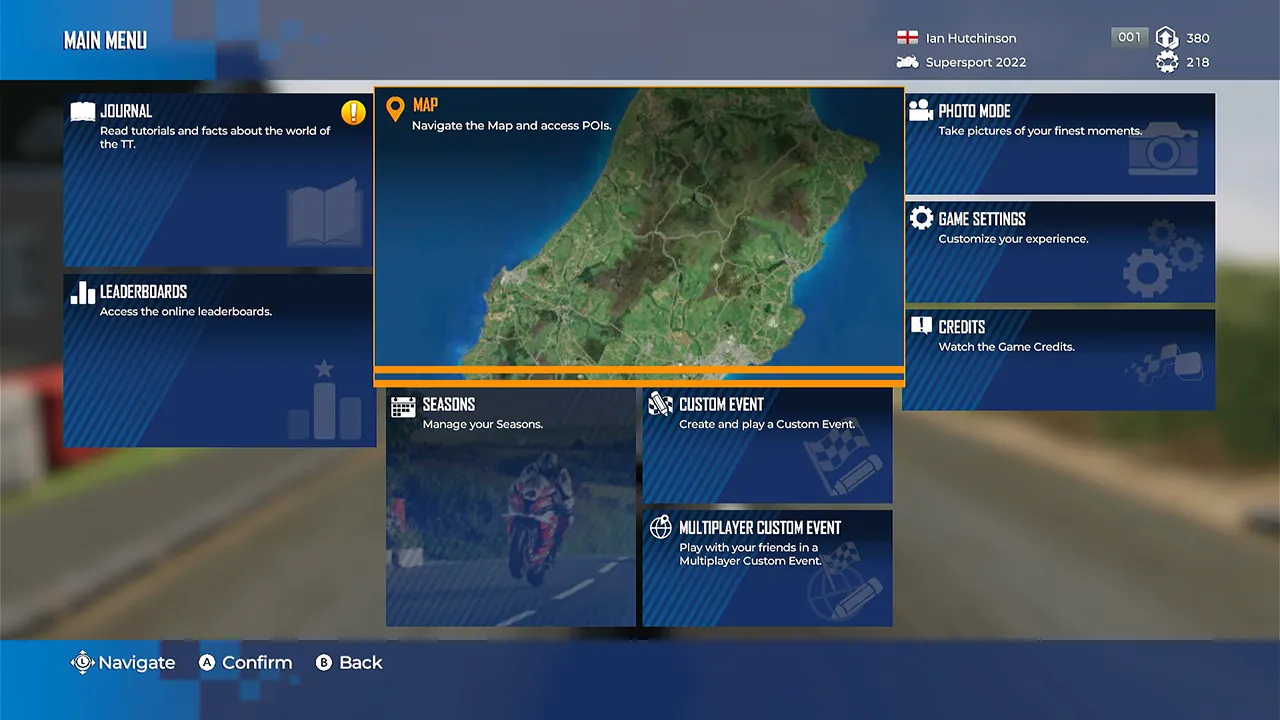 MAIN MENU
Ian Hutchinson
001
380
Supersport 2022
218
JOURNAL
Read tutorials and facts about the world of
the TT.
LEADERBOARDS
Access the online leaderboards.
MAP
Navigate the Map and access POIs.
SEASONS
Manage your Seasons.
CUSTOM EVENT
Create and play a Custom Event.
MULTIPLAYER CUSTOM EVENT
Play with your friends in a
Multiplayer Custom Event.
PHOTO MODE
Take pictures of your finest moments.
GAME SETTINGS
Customize your experience.
CREDITS
Watch the Game Credits.
L Navigate A Confirm B Back